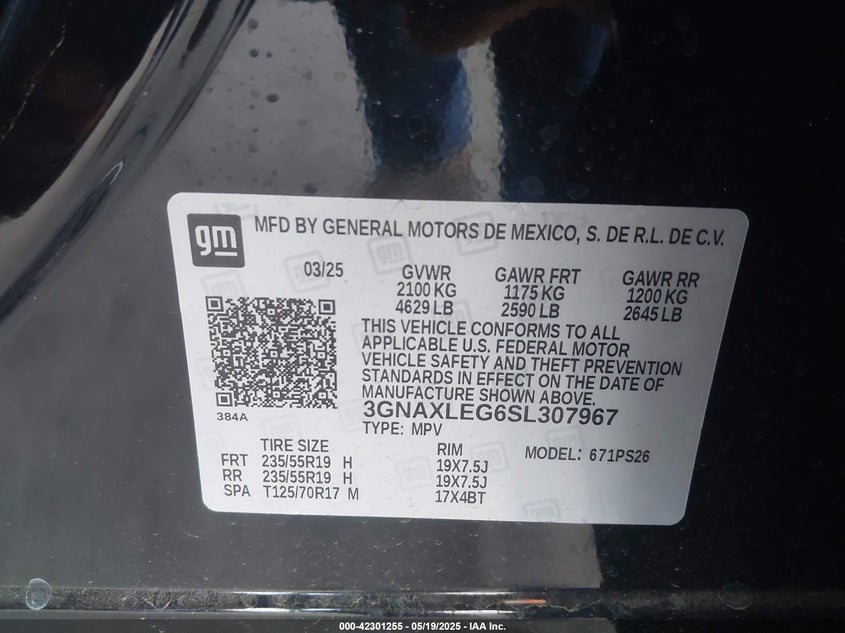 gm MFD BY GENERAL MOTORS DE MEXICO, S. DE R.L. DE C.V.
03/25 GVWR GAWR FRT GAWR RR
2100 KG 1175 KG 1200 KG
4629 LB 2590 LB 2645 LB
THIS VEHICLE CONFORMS TO ALL
APPLICABLE U.S. FEDERAL MOTOR
VEHICLE SAFETY AND THEFT PREVENTION
STANDARDS IN EFFECT ON THE DATE OF
MANUFACTURE SHOWN ABOVE.
384A 3GNAXLEG6SL307967
TYPE: MPV
TIRE SIZE RIM MODEL: 671PS26
FRT 235/55R19 H 19X7.5J
RR 235/55R19 H 19X7.5J
SPA T125/70R17 M 17X4BT
000-42301255 - 05/19/2025 - IAA Inc.